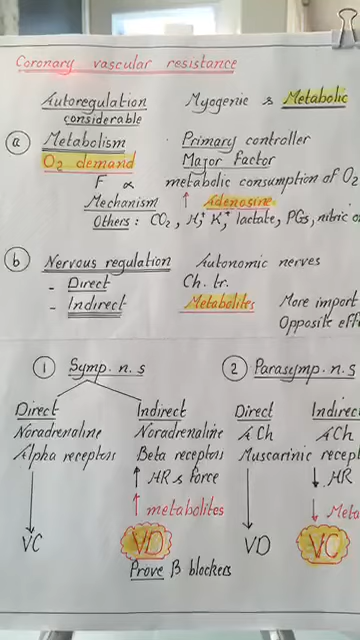 Coronary vascular resistance
Autoregulation Myogenic & Metabolic
considerable
(a) Metabolism Primary controller
O2 demand Major Factor
F ∝ metabolic consumption of O2
Mechanism ↑ Adenosine
Others: CO2, H+, K+, lactate, PGs, nitric o
(b) Nervous regulation Autonomic nerves
- Direct Ch. tr.
- Indirect Metabolites More import
Opposite effe
(1) Symp. n.s (2) Parasymp. n.s
Direct Indirect Direct Indirec
Noradrenaline Noradrenaline ACh ACh
Alpha receptors Beta receptors Muscarinic recept
↑ HR & Force ↓ HR
↑ metabolites ↓ Meta
VC VD VD VC
Prove β blockers